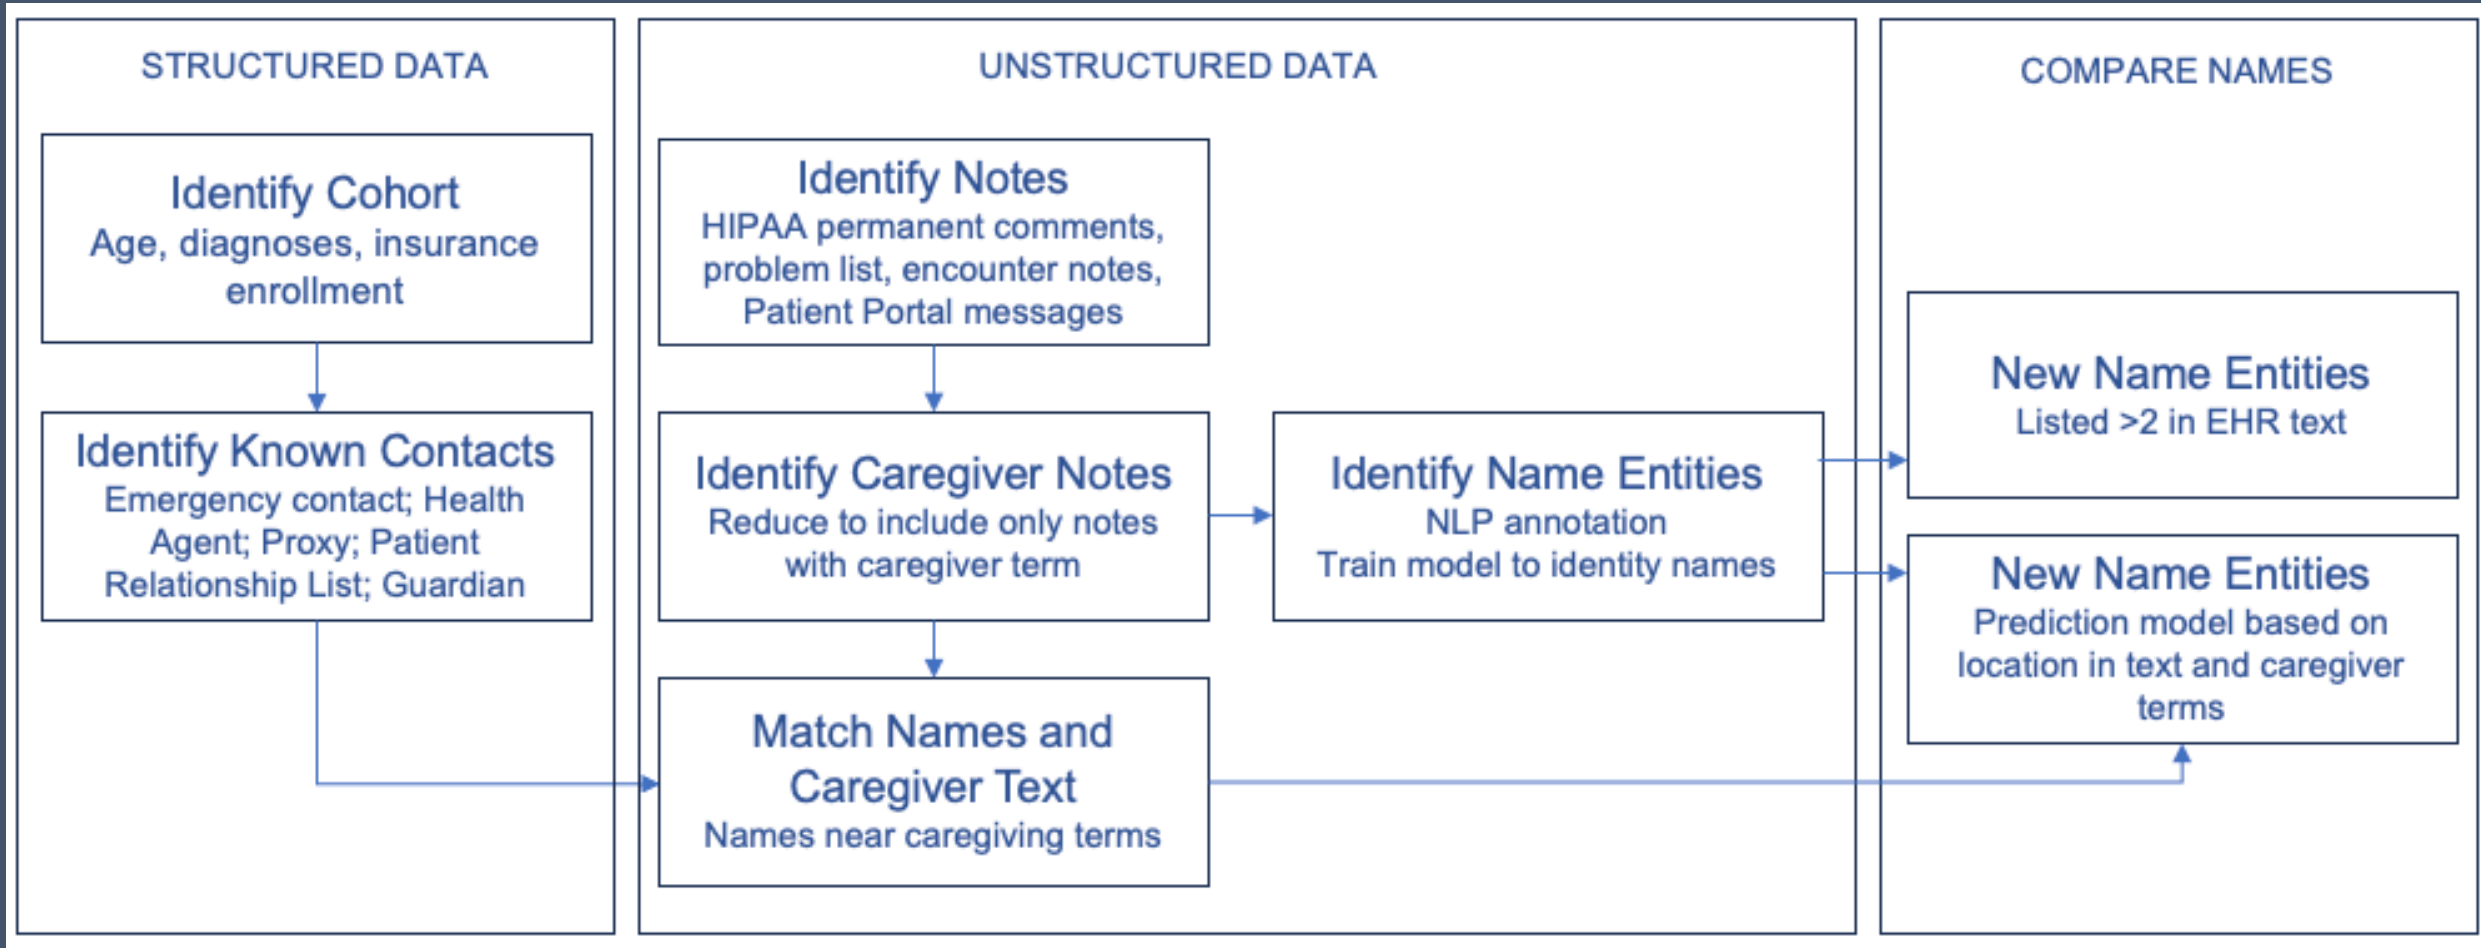 STRUCTURED DATA
Identify Cohort
Age, diagnoses, insurance
enrollment
Identify Known Contacts
Emergency contact; Health
Agent; Proxy; Patient
Relationship List; Guardian
UNSTRUCTURED DATA
Identify Notes
HIPAA permanent comments,
problem list, encounter notes,
Patient Portal messages
Identify Caregiver Notes
Reduce to include only notes
with caregiver term
Match Names and
Caregiver Text
Names near caregiving terms
Identify Name Entities
NLP annotation
Train model to identity names
COMPARE NAMES
New Name Entities
Listed >2 in EHR text
New Name Entities
Prediction model based on
location in text and caregiver
terms